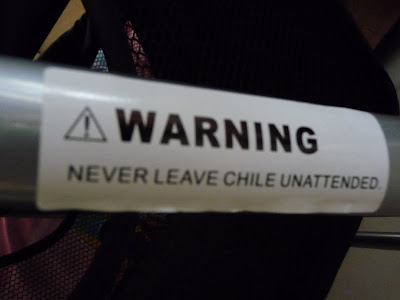 WARNING
NEVER LEAVE CHILE UNATTENDED.